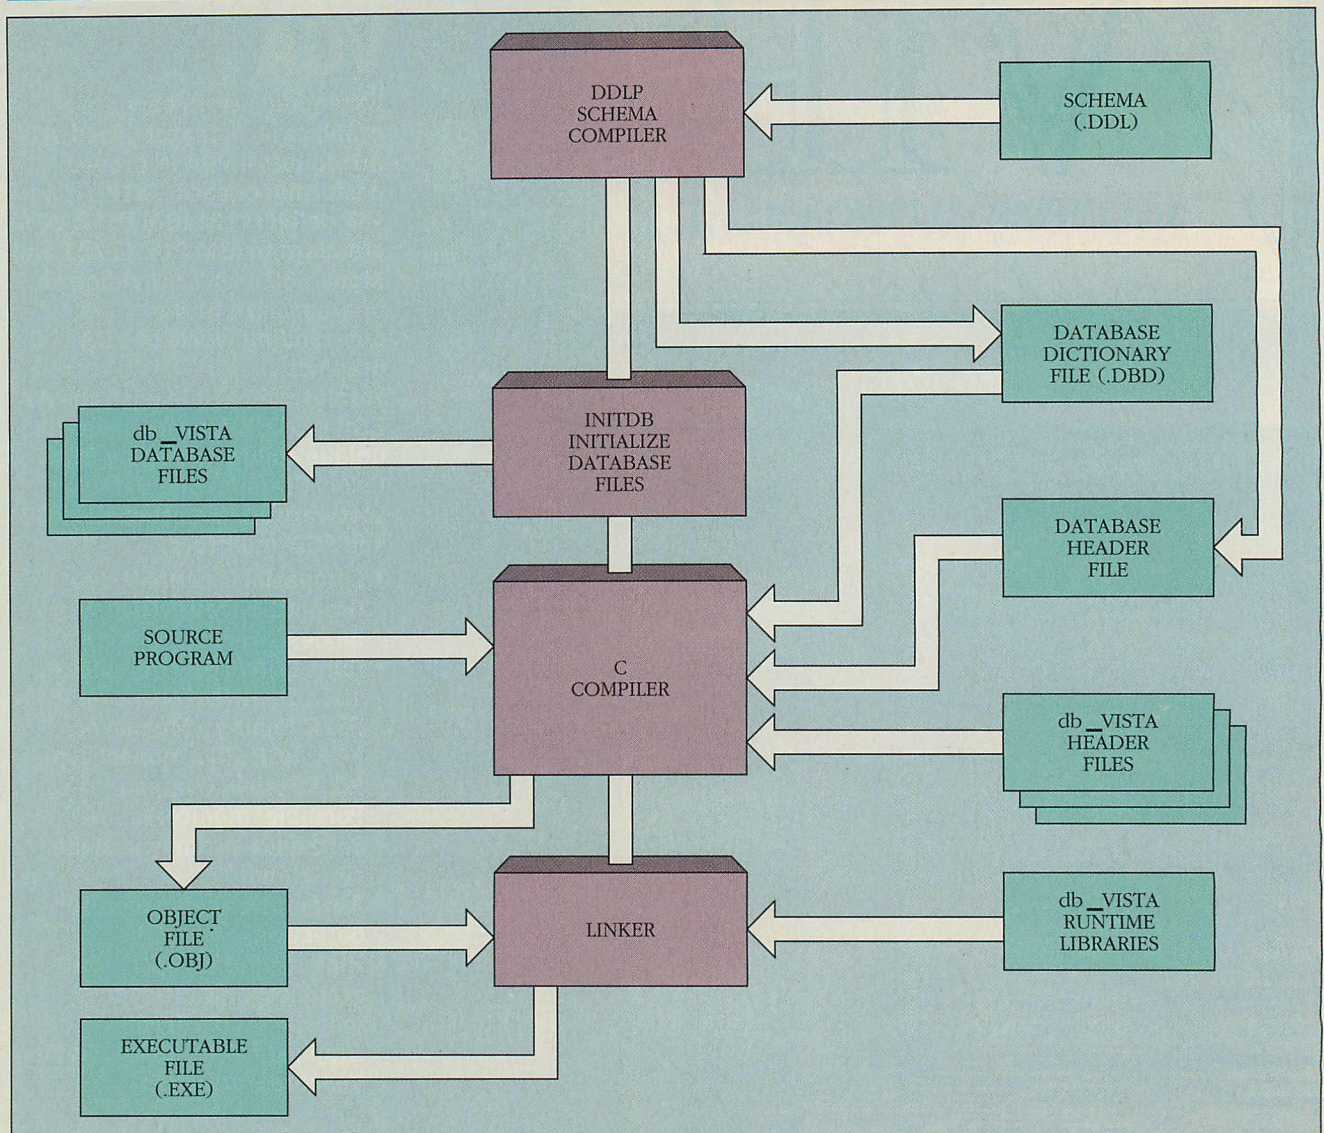 DDLP
SCHEMA
COMPILER
SCHEMA
(.DDL)
DATABASE
DICTIONARY
FILE (.DBD)
INITDB
INITIALIZE
DATABASE
FILES
db_VISTA
DATABASE
FILES
DATABASE
HEADER
FILE
SOURCE
PROGRAM
C
COMPILER
db_VISTA
HEADER
FILES
OBJECT
FILE
(.OBJ)
LINKER
db_VISTA
RUNTIME
LIBRARIES
EXECUTABLE
FILE
(.EXE)